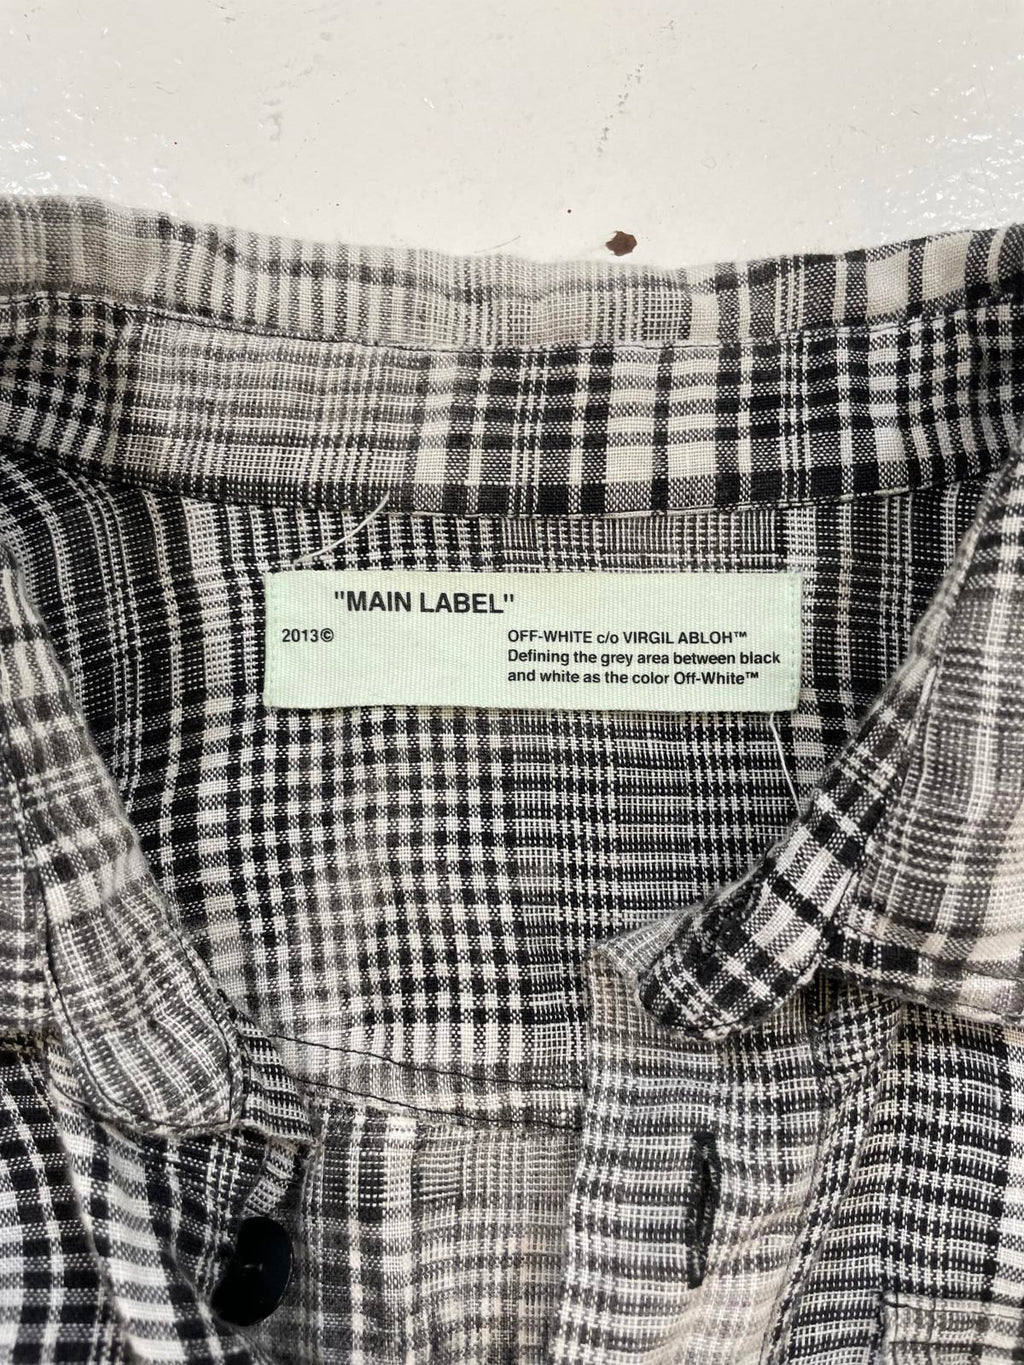 "MAIN LABEL"
2013©
OFF-WHITE c/o VIRGIL ABLOH™
Defining the grey area between black
and white as the color Off-White™